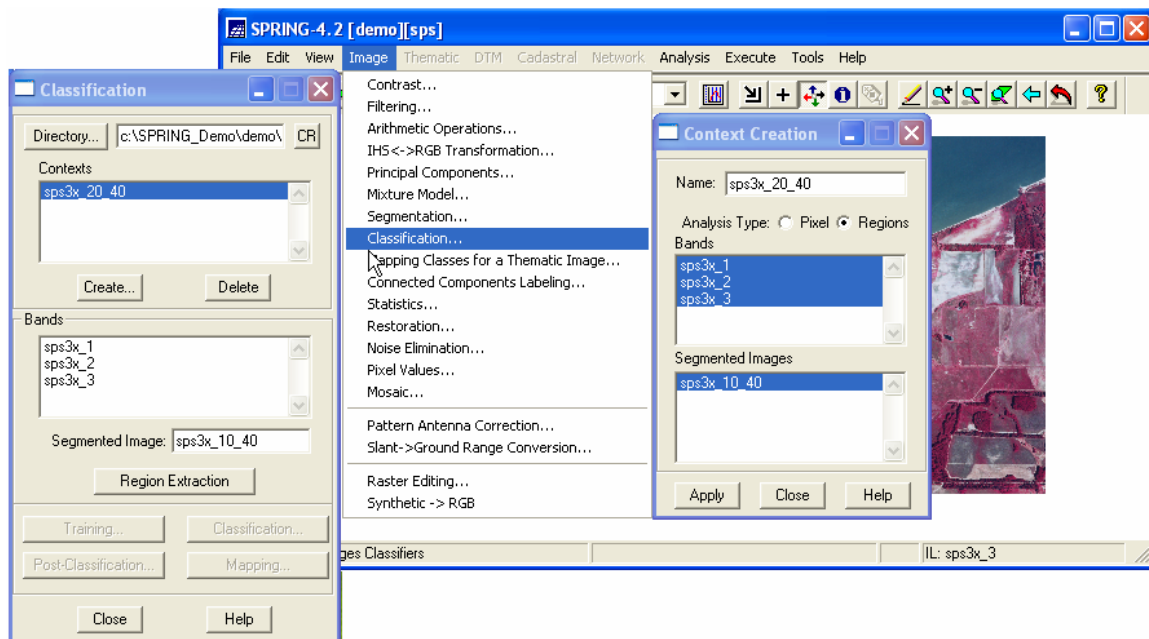 SPRING-4.2 [demo][sps]
File Edit View Image Thematic DTM Cadastral Network Analysis Execute Tools Help
Classification
Directory... c:\SPRING_Demo\demo\ CR
Contexts
sps3x_20_40
Create... Delete
Bands
sps3x_1
sps3x_2
sps3x_3
Segmented Image: sps3x_10_40
Region Extraction
Training... Classification...
Post-Classification... Mapping...
Close Help
Contrast...
Filtering...
Arithmetic Operations...
IHS<->RGB Transformation...
Principal Components...
Mixture Model...
Segmentation...
Classification...
Mapping Classes for a Thematic Image...
Connected Components Labeling...
Statistics...
Restoration...
Noise Elimination...
Pixel Values...
Mosaic...
Pattern Antenna Correction...
Slant->Ground Range Conversion...
Raster Editing...
Synthetic -> RGB
Context Creation
Name: sps3x_20_40
Analysis Type: Pixel Regions
Bands
sps3x_1
sps3x_2
sps3x_3
Segmented Images
sps3x_10_40
Apply Close Help
ges Classifiers
IL: sps3x_3